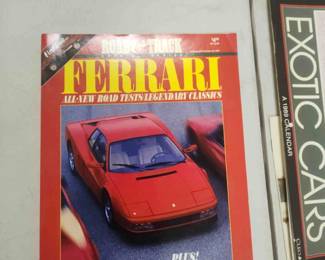 ROAD & TRACK
FERRARI
ALL-NEW ROAD TESTS LEGENDARY CLASSICS
PLUS!
EXOTIC CARS
A 1989 CALENDAR